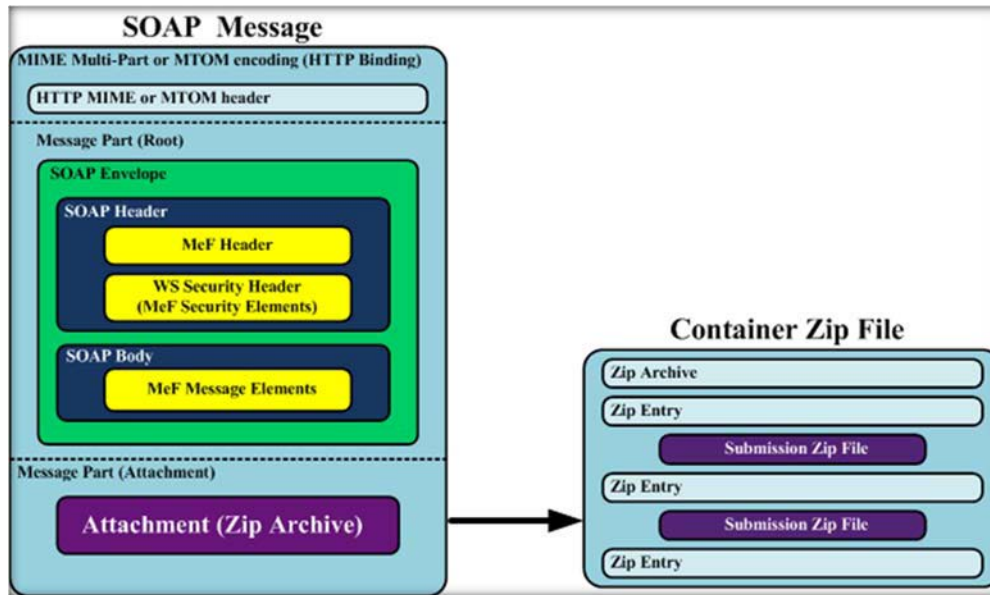 SOAP Message
MIME Multi-Part or MTOM encoding (HTTP Binding)
HTTP MIME or MTOM header
Message Part (Root)
SOAP Envelope
SOAP Header
MeF Header
WS Security Header
(MeF Security Elements)
SOAP Body
MeF Message Elements
Message Part (Attachment)
Attachment (Zip Archive)
Container Zip File
Zip Archive
Zip Entry
Submission Zip File
Zip Entry
Submission Zip File
Zip Entry